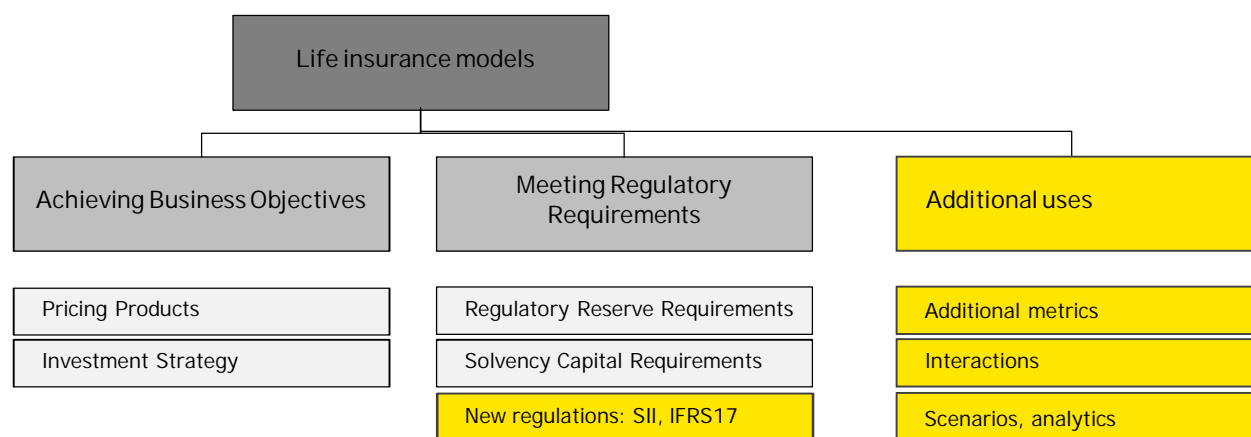 Life insurance models
Achieving Business Objectives
Meeting Regulatory
Requirements
Additional uses
Pricing Products
Investment Strategy
Regulatory Reserve Requirements
Solvency Capital Requirements
New regulations: SII, IFRS17
Additional metrics
Interactions
Scenarios, analytics